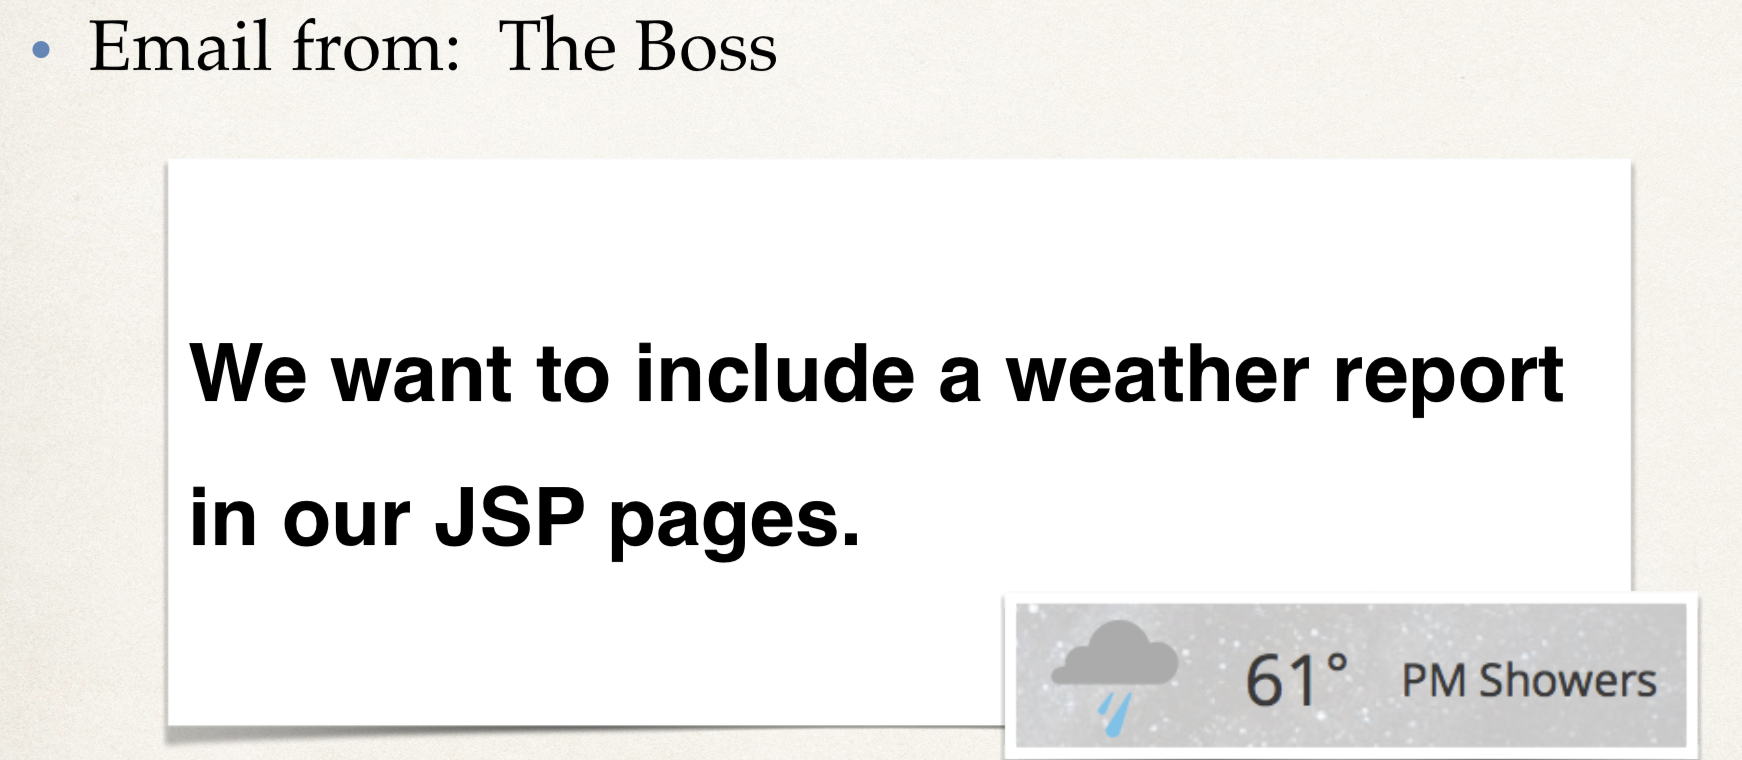 • Email from: The Boss
We want to include a weather report
in our JSP pages.
61° PM Showers